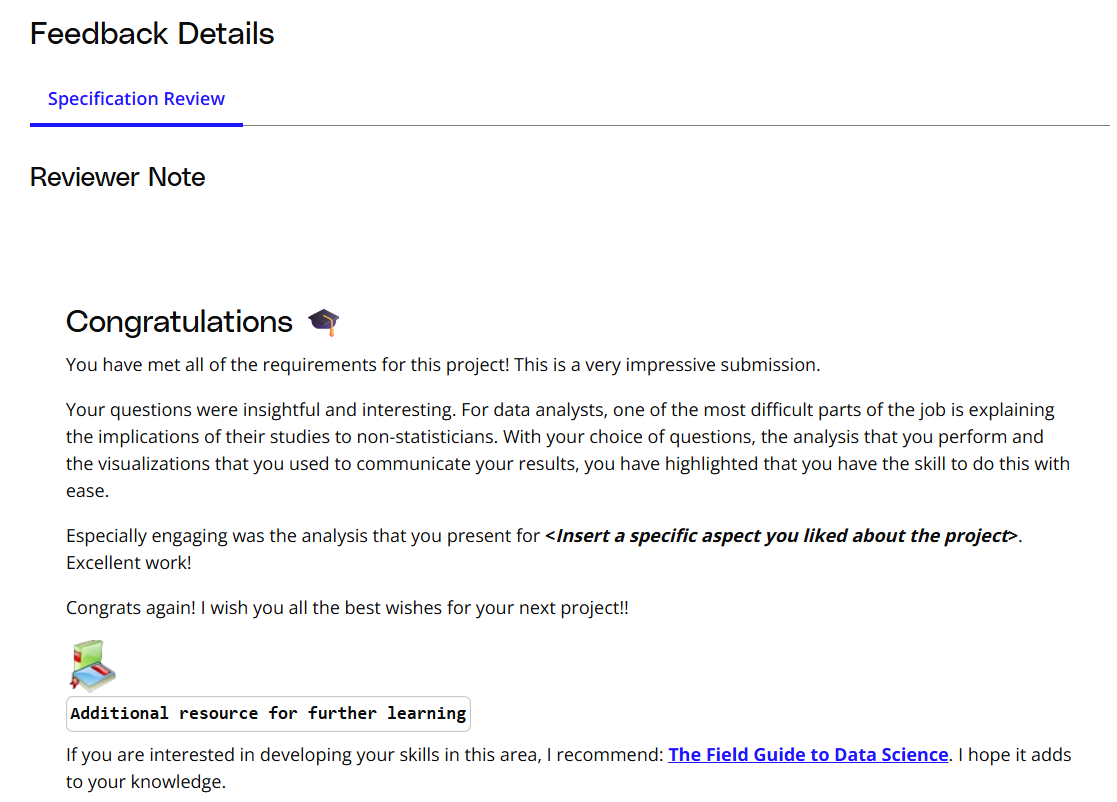 Feedback Details
Specification Review
Reviewer Note
Congratulations
You have met all of the requirements for this project! This is a very impressive submission.
Your questions were insightful and interesting. For data analysts, one of the most difficult parts of the job is explaining
the implications of their studies to non-statisticians. With your choice of questions, the analysis that you perform and
the visualizations that you used to communicate your results, you have highlighted that you have the skill to do this with
ease.
Especially engaging was the analysis that you present for <Insert a specific aspect you liked about the project>.
Excellent work!
Congrats again! I wish you all the best wishes for your next project!!
Additional resource for further learning
If you are interested in developing your skills in this area, I recommend: The Field Guide to Data Science. I hope it adds
to your knowledge.